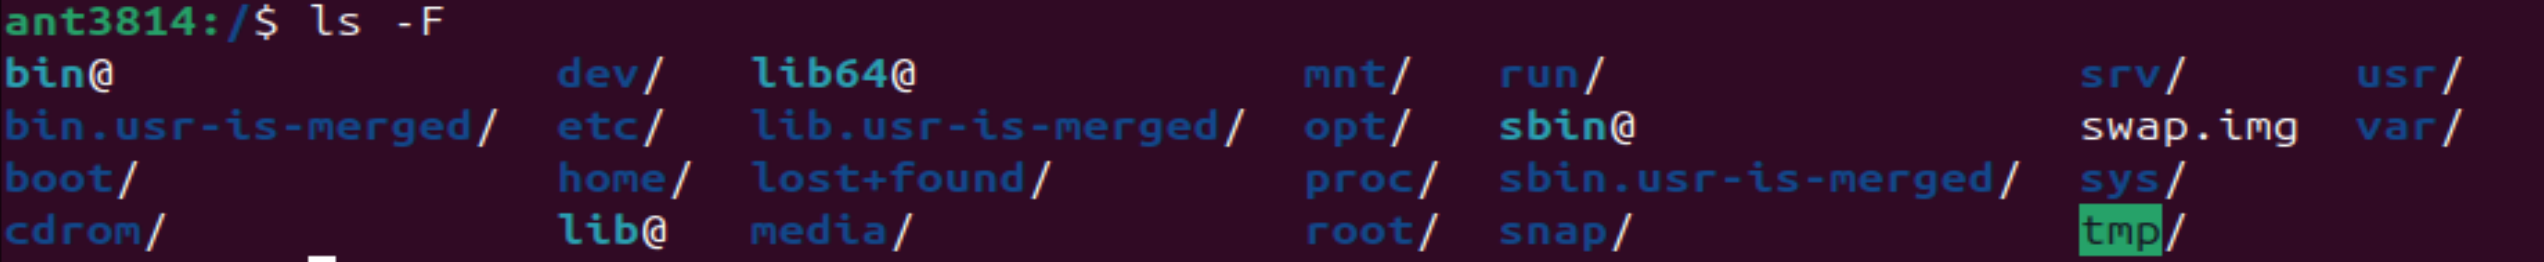 ant3814:/$ ls -F
bin@ dev/ lib64@ mnt/ run/ srv/ usr/
bin.usr-is-merged/ etc/ lib.usr-is-merged/ opt/ sbin@ swap.img var/
boot/ home/ lost+found/ proc/ sbin.usr-is-merged/ sys/
cdrom/ lib@ media/ root/ snap/ tmp/